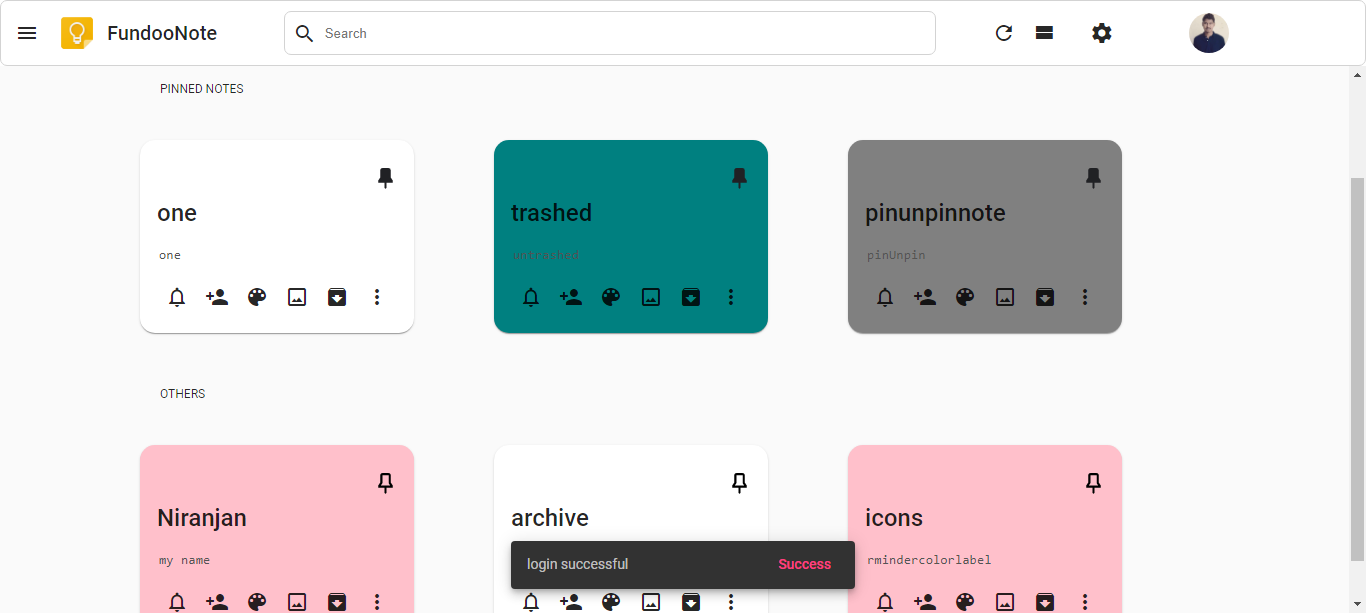 FundooNote
Search
PINNED NOTES
one
trashed
pinunpinnote
one
untrashed
pinUnpin
OTHERS
Niranjan
archive
icons
my name
rmindercolorlabel
login successful
Success